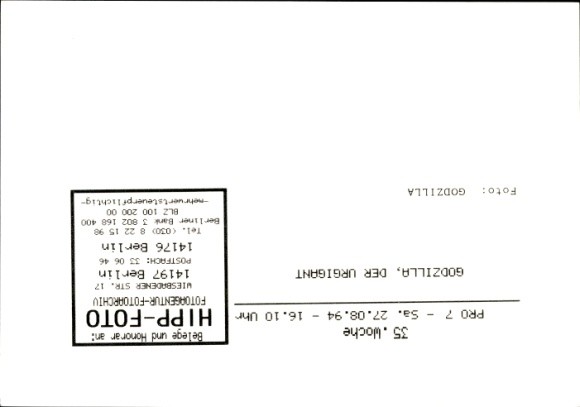 35.Woche
PRO 7 - Sa. 27.08.94 - 16.10 Uhr
GODZILLA, DER URGIGANT
Foto: GODZILLA
Belege und Honorar an:
HIPP-FOTO
FOTOAGENTUR-FOTOARCHIV
WIESBADENER STR. 17
14197 Berlin
POSTFACH: 33 06 46
14176 Berlin
Tel. (030) 8 22 15 98
Berliner Bank 3 802 168 400
BLZ 100 200 00
-mehrwertsteuerpflichtig-